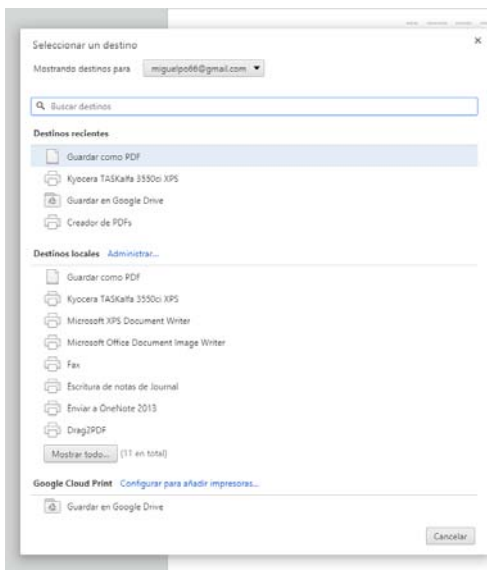 Seleccionar un destino
Mostrando destinos para miguelpo66@gmail.com
Buscar destinos
Destinos recientes
Guardar como PDF
Kyocera TASKalfa 3550ci XPS
Guardar en Google Drive
Creador de PDFs
Destinos locales Administrar...
Guardar como PDF
Kyocera TASKalfa 3550ci XPS
Microsoft XPS Document Writer
Microsoft Office Document Image Writer
Fax
Escritura de notas de Journal
Enviar a OneNote 2013
Drag2PDF
Mostrar todo... (11 en total)
Google Cloud Print Configurar para añadir impresoras...
Guardar en Google Drive
Cancelar